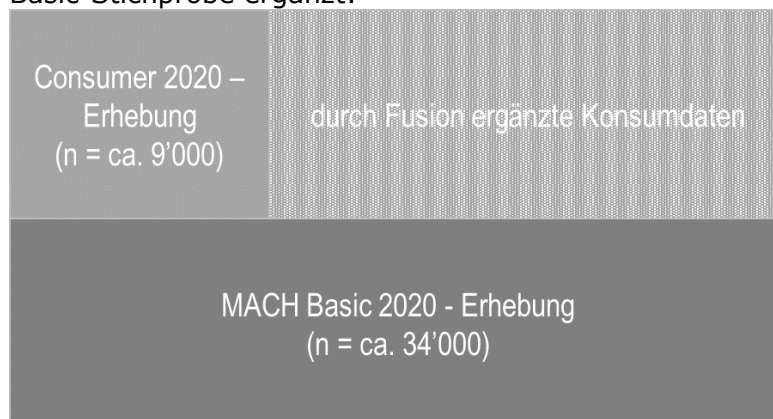 Basic-Stichprobe ergänzt:
Consumer 2020 –
Erhebung
(n = ca. 9'000)
durch Fusion ergänzte Konsumdaten
MACH Basic 2020 - Erhebung
(n = ca. 34'000)